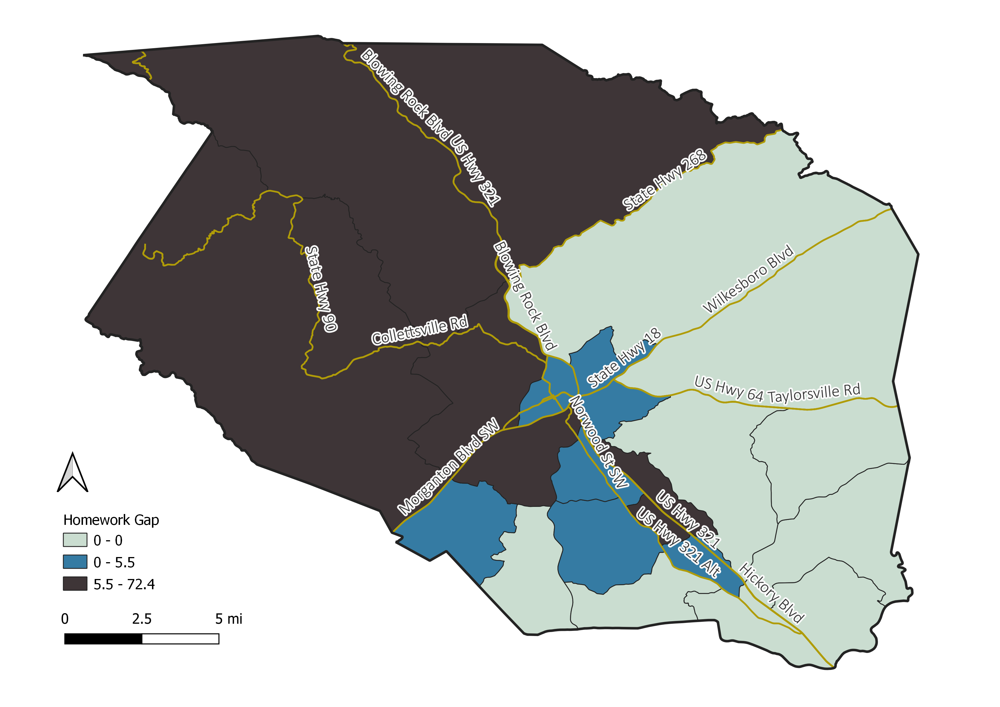 Blowing Rock Blvd US Hwy 321
State Hwy 268
Blowing Rock Blvd
Wilkesboro Blvd
State Hwy 90
Collettsville Rd
State Hwy 18
US Hwy 64 Taylorsville Rd
Norwood St SW
Morganton Blvd SW
US Hwy 321
US Hwy 321 Alt
Hickory Blvd
Homework Gap
0 - 0
0 - 5.5
5.5 - 72.4
0 2.5 5 mi